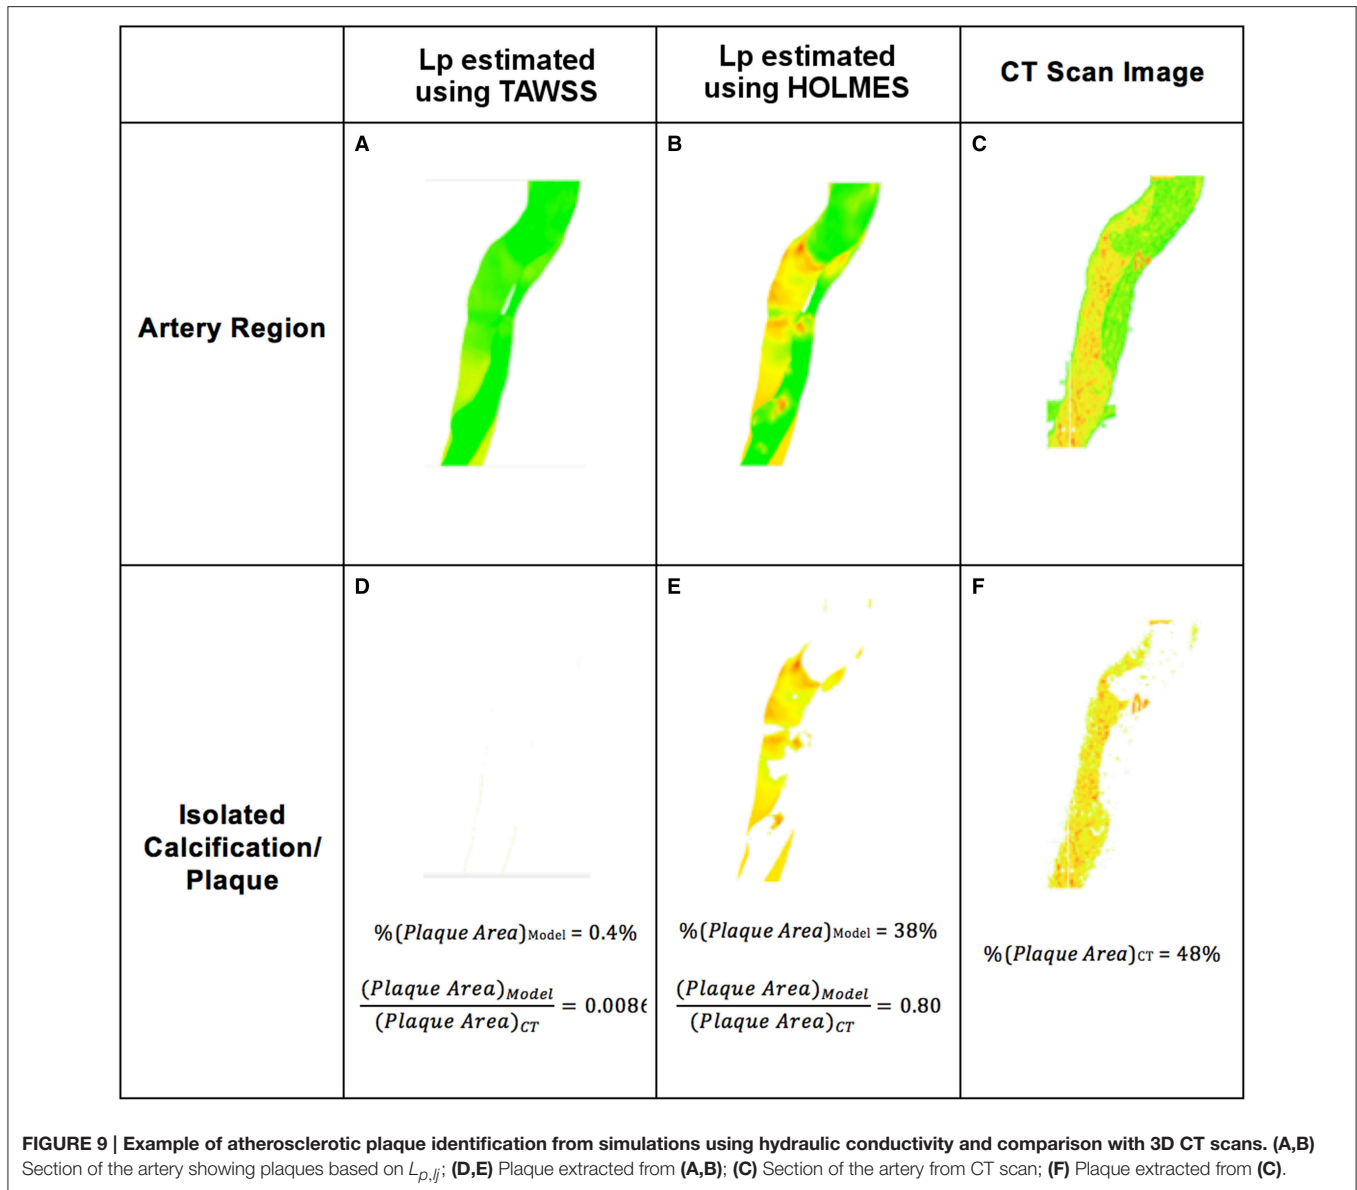 Lp estimated
using TAWSS
Lp estimated
using HOLMES
CT Scan Image
Artery Region
A
B
C
Isolated
Calcification/
Plaque
D
E
F
%(Plaque Area)Model = 0.4%
(Plaque Area)Model
(Plaque Area)CT
= 0.0086
%(Plaque Area)Model = 38%
(Plaque Area)Model
(Plaque Area)CT
= 0.80
%(Plaque Area)CT = 48%
FIGURE 9 | Example of atherosclerotic plaque identification from simulations using hydraulic conductivity and comparison with 3D CT scans. (A,B)
Section of the artery showing plaques based on Lp,lj; (D,E) Plaque extracted from (A,B); (C) Section of the artery from CT scan; (F) Plaque extracted from (C).